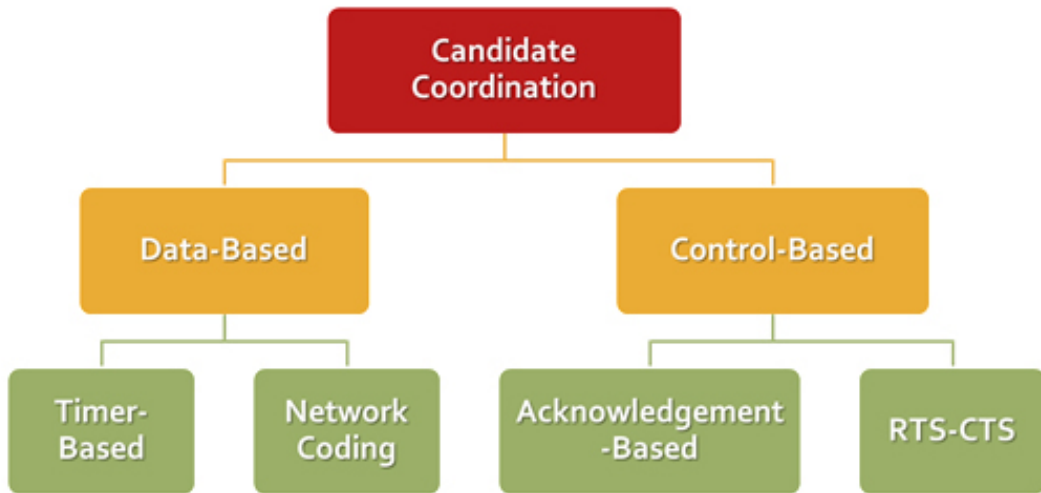 Candidate
Coordination
Data-Based
Control-Based
Timer-
Based
Network
Coding
Acknowledgement
-Based
RTS-CTS